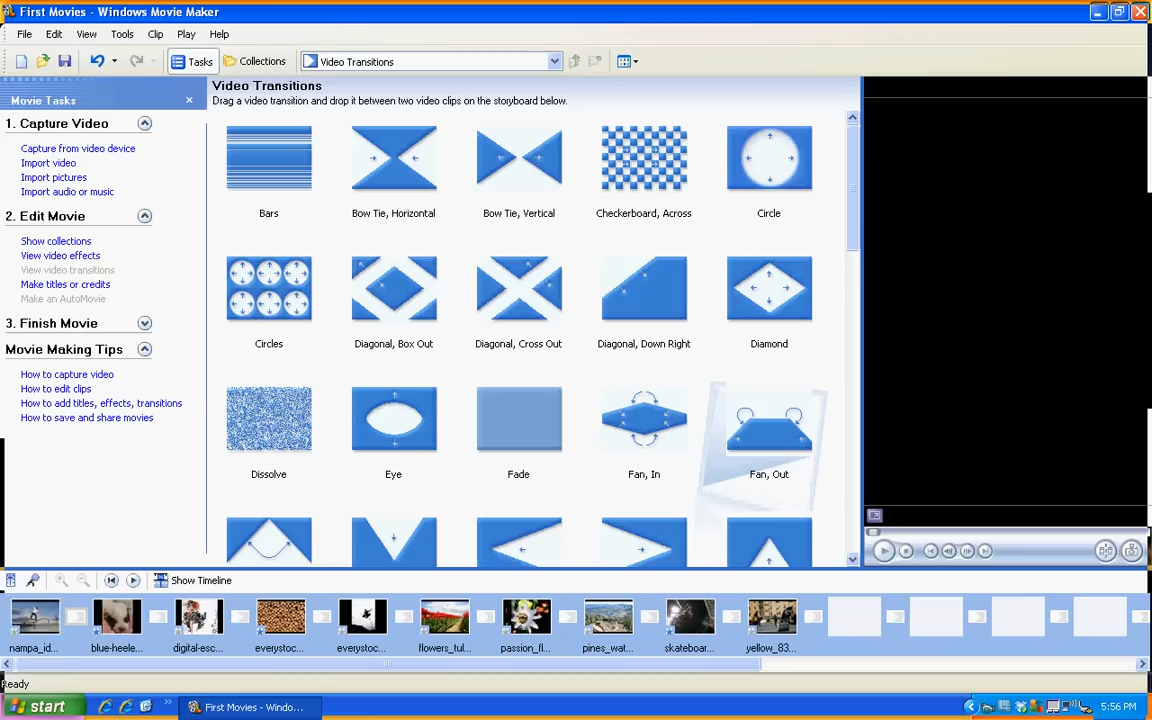 First Movies - Windows Movie Maker
File Edit View Tools Clip Play Help
Tasks Collections Video Transitions
Movie Tasks
Video Transitions
Drag a video transition and drop it between two video clips on the storyboard below.
1. Capture Video
Capture from video device
Import video
Import pictures
Import audio or music
2. Edit Movie
Show collections
View video effects
View video transitions
Make titles or credits
Make an AutoMovie
3. Finish Movie
Movie Making Tips
How to capture video
How to edit clips
How to add titles, effects, transitions
How to save and share movies
Bars Bow Tie, Horizontal Bow Tie, Vertical Checkerboard, Across Circle
Circles Diagonal, Box Out Diagonal, Cross Out Diagonal, Down Right Diamond
Dissolve Eye Fade Fan, In Fan, Out
Show Timeline
nampa_id... blue-heele... digital-esc... everystoc... everystoc... flowers_tul... passion_fl... pines_wat... skateboar... yellow_83...
Ready
start First Movies - Windo... 5:56 PM